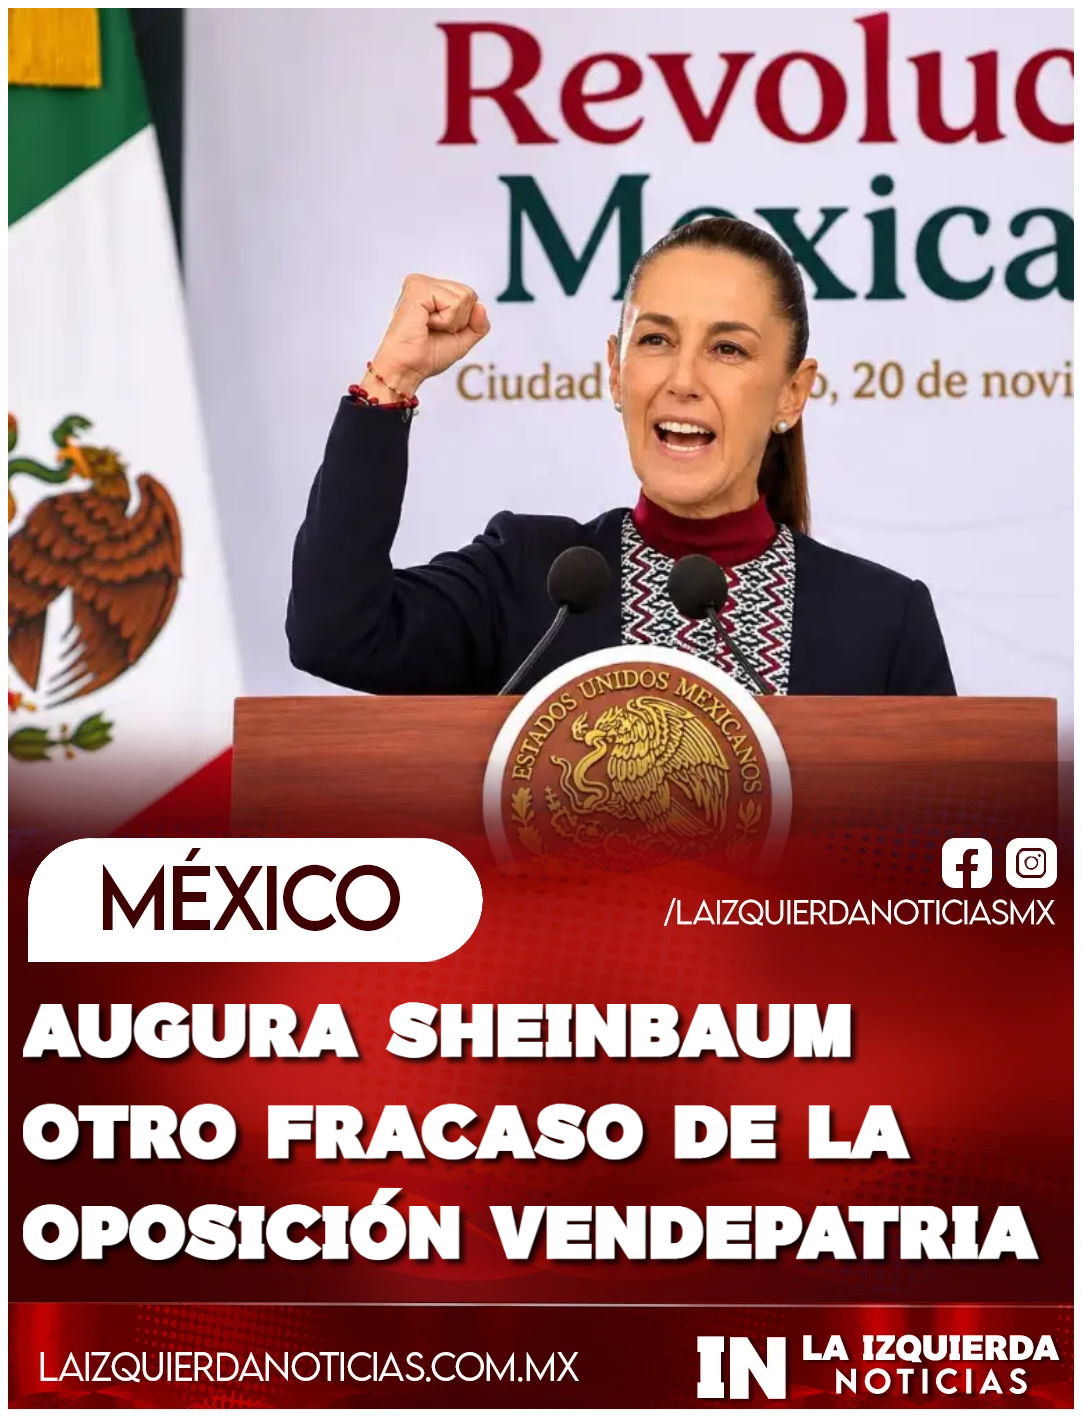 Revoluc
Mexica
Ciudad o, 20 de novi
ESTADOS UNIDOS MEXICANOS
MÉXICO
/LAIZQUIERDANOTICIASMX
AUGURA SHEINBAUM
OTRO FRACASO DE LA
OPOSICIÓN VENDEPATRIA
LAIZQUIERDANOTICIAS.COM.MX
IN LA IZQUIERDA
NOTICIAS